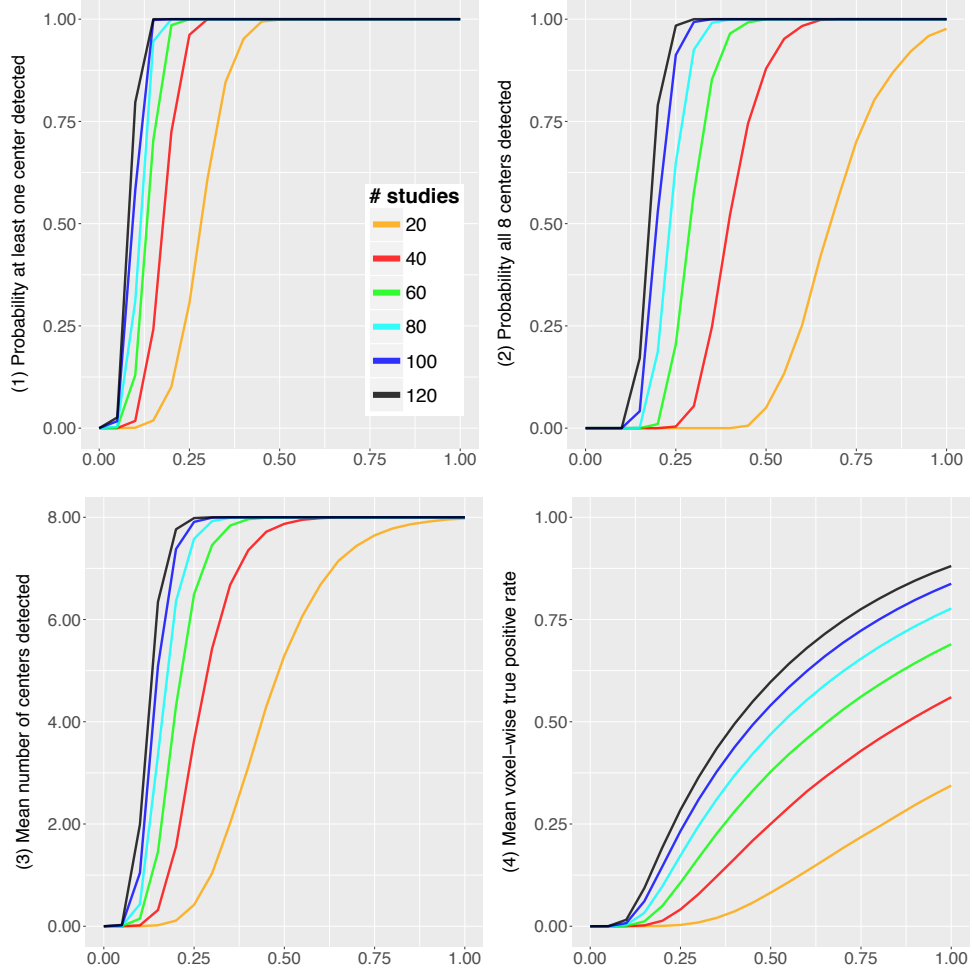 (1) Probability at least one center detected
1.00
0.75
0.50
0.25
0.00
0.00 0.25 0.50 0.75 1.00
# studies
20
40
60
80
100
120
(2) Probability all 8 centers detected
1.00
0.75
0.50
0.25
0.00
0.00 0.25 0.50 0.75 1.00
(3) Mean number of centers detected
8.00
6.00
4.00
2.00
0.00
0.00 0.25 0.50 0.75 1.00
(4) Mean voxel−wise true positive rate
1.00
0.75
0.50
0.25
0.00
0.00 0.25 0.50 0.75 1.00